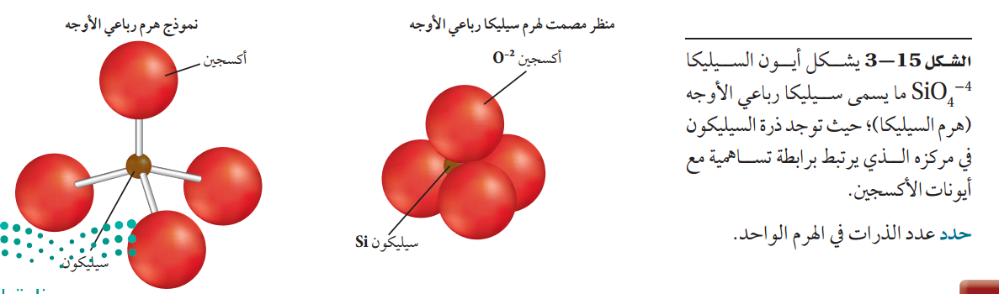 الشكل 15–3 يشكل أيون السيليكا
SiO₄⁻⁴ ما يسمى سيليكا رباعي الأوجه
(هرم السيليكا)؛ حيث توجد ذرة السيليكون
في مركزه الذي يرتبط برابطة تساهمية مع
أيونات الأكسجين.
حدد عدد الذرات في الهرم الواحد.
منظر مصمت لهرم سيليكا رباعي الأوجه
أكسجين O⁻²
سيليكون Si
نموذج هرم رباعي الأوجه
أكسجين
سيليكون